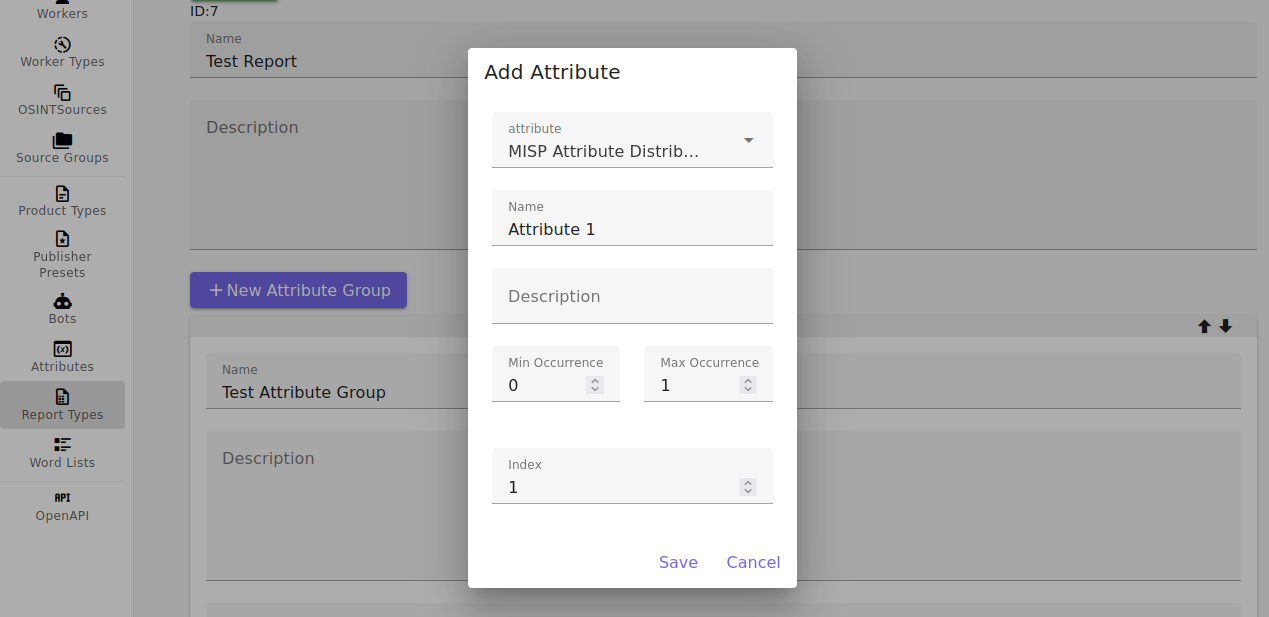 Workers
Worker Types
OSINTSources
Source Groups
Product Types
Publisher
Presets
Bots
Attributes
Report Types
Word Lists
API
OpenAPI
ID:7
Name
Test Report
Description
+ New Attribute Group
Name
Test Attribute Group
Description
Add Attribute
attribute
MISP Attribute Distrib...
Name
Attribute 1
Description
Min Occurrence
0
Max Occurrence
1
Index
1
Save
Cancel